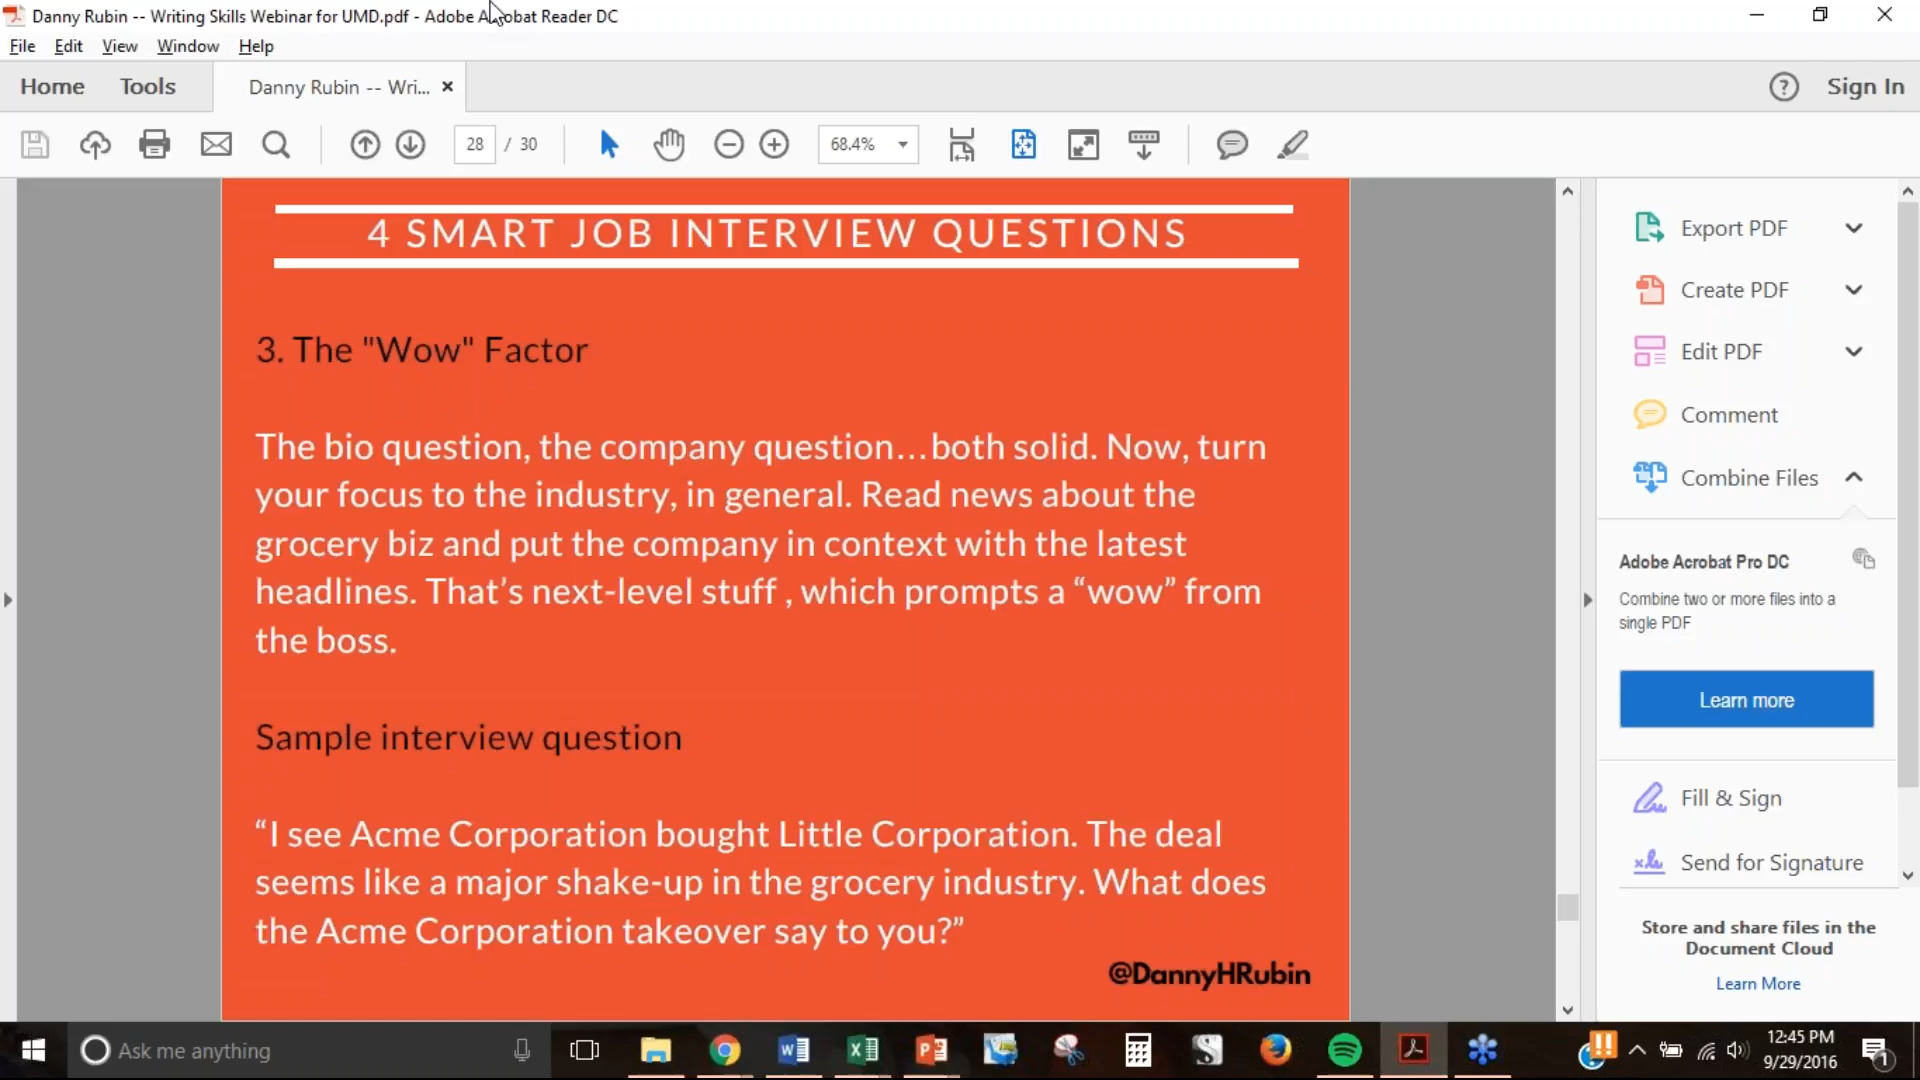 Danny Rubin -- Writing Skills Webinar for UMD.pdf - Adobe Acrobat Reader DC
File Edit View Window Help
Home Tools Danny Rubin -- Wri... × ? Sign In
28 / 30 68.4%
4 SMART JOB INTERVIEW QUESTIONS
3. The "Wow" Factor
The bio question, the company question…both solid. Now, turn
your focus to the industry, in general. Read news about the
grocery biz and put the company in context with the latest
headlines. That’s next-level stuff , which prompts a “wow” from
the boss.
Sample interview question
“I see Acme Corporation bought Little Corporation. The deal
seems like a major shake-up in the grocery industry. What does
the Acme Corporation takeover say to you?”
@DannyHRubin
Export PDF
Create PDF
Edit PDF
Comment
Combine Files
Adobe Acrobat Pro DC
Combine two or more files into a
single PDF
Learn more
Fill & Sign
Send for Signature
Store and share files in the
Document Cloud
Learn More
Ask me anything
12:45 PM
9/29/2016
1